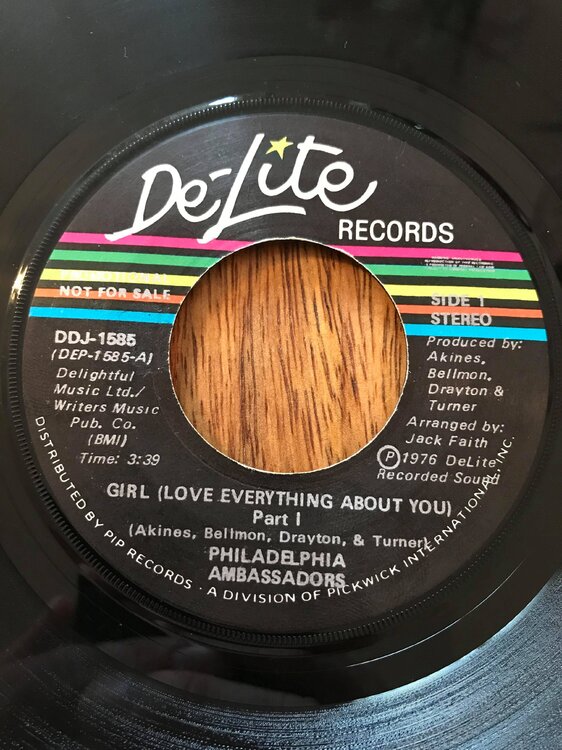 De-Lite
RECORDS
NOT FOR SALE
DDJ-1585
(DEP-1585-A)
Delightful
Music Ltd./
Writers Music
Pub. Co.
(BMI)
Time: 3:39
SIDE 1
STEREO
Produced by:
Akines,
Bellmon,
Drayton &
Turner
Arranged by:
Jack Faith
Ⓟ 1976 DeLite
Recorded Sound
GIRL (LOVE EVERYTHING ABOUT YOU)
Part I
(Akines, Bellmon, Drayton, & Turner)
PHILADELPHIA
AMBASSADORS
DISTRIBUTED BY PIP RECORDS · A DIVISION OF PICKWICK INTERNATIONAL, INC.